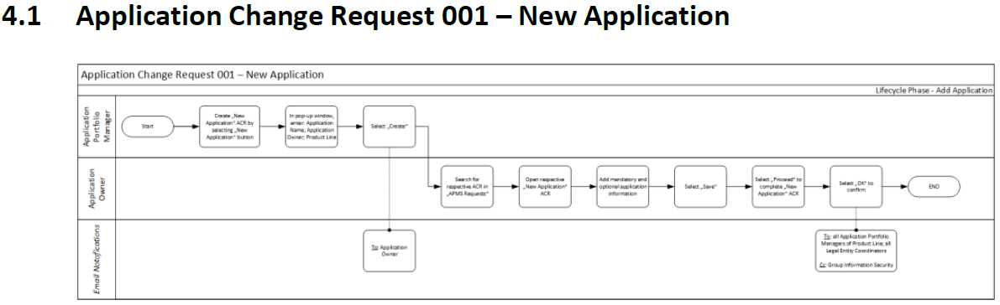 4.1 Application Change Request 001 – New Application
Application Change Request 001 – New Application
Lifecycle Phase - Add Application
Application
Portfolio
Manager
Start
Create „New
Application“ ACR by
selecting „New
Application“ button
In pop-up window,
enter: Application
Name; Application
Owner; Product Line
Select „Create“
Application
Owner
Search for
respective ACR in
„APMS Requests“
Open respective
„New Application“
ACR
Add mandatory and
optional application
information
Select „Save“
Select „Proceed“ to
complete „New
Application“ ACR
Select „OK“ to
confirm
END
Email Notofications
To: Application
Owner
To: all Application Portfolio
Managers of Product Line; all
Legal Entity Coordinators
Cc: Group Information Security